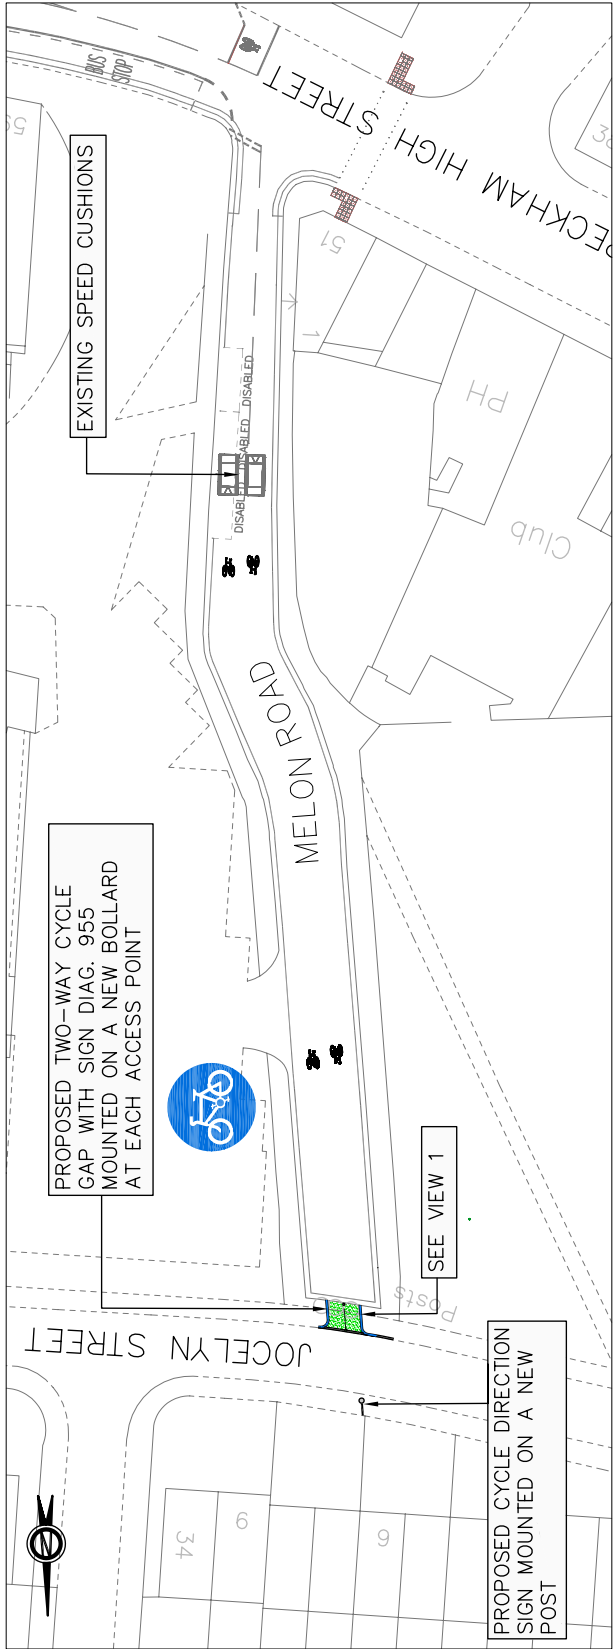 BUS
STOP
PECKHAM HIGH STREET
EXISTING SPEED CUSHIONS
59
51
1
DISABLED
DISABLED
DISABLED
PH
Club
MELON ROAD
PROPOSED TWO-WAY CYCLE
GAP WITH SIGN DIAG. 955
MOUNTED ON A NEW BOLLARD
AT EACH ACCESS POINT
SEE VIEW 1
Posts
JOCELYN STREET
PROPOSED CYCLE DIRECTION
SIGN MOUNTED ON A NEW
POST
34
N